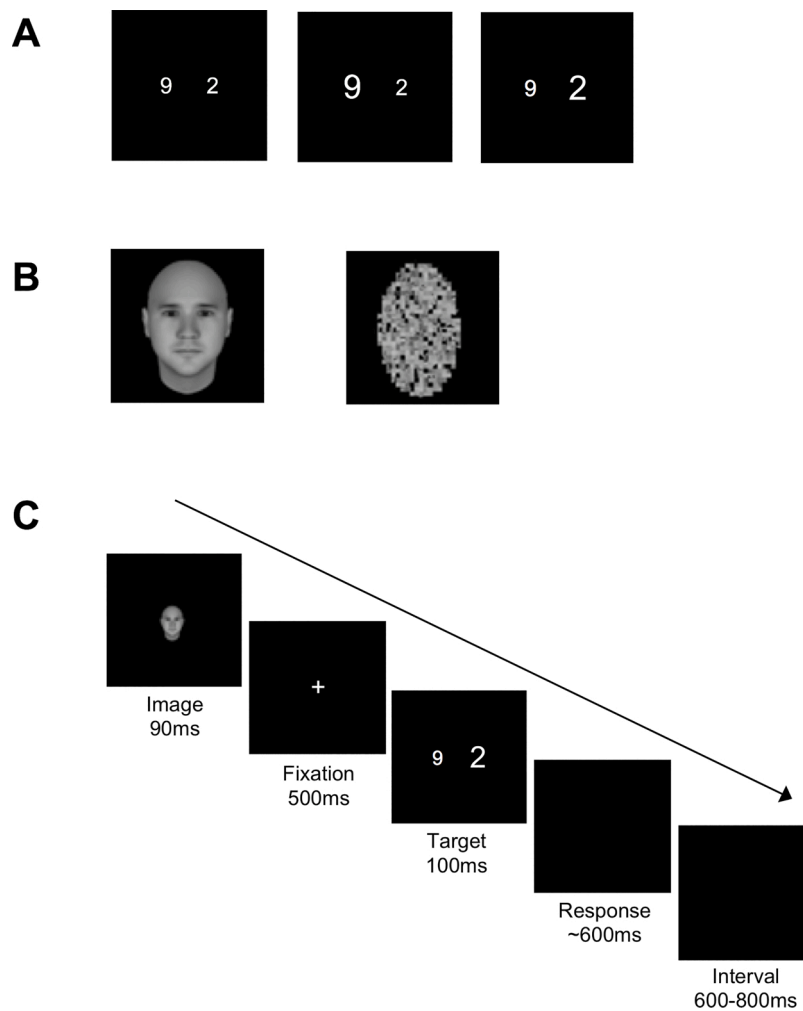 A
9 2
9 2
9 2
B
C
Image
90ms
+
Fixation
500ms
9 2
Target
100ms
Response
~600ms
Interval
600-800ms